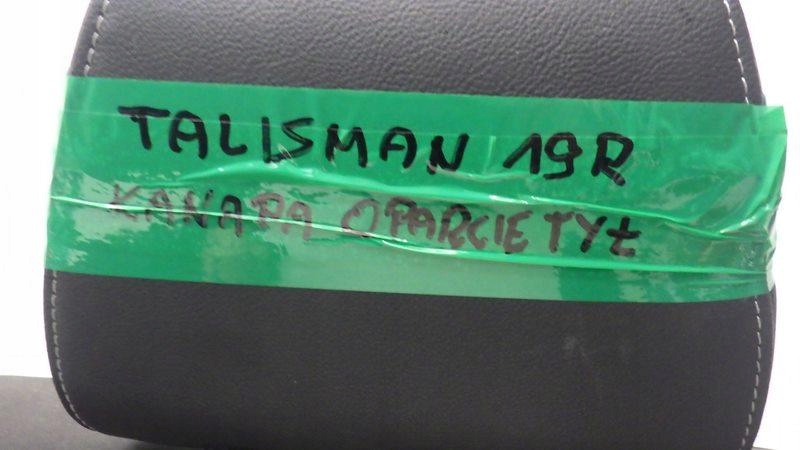 TALISMAN 19R
KANAPA OPARCIE TYŁ